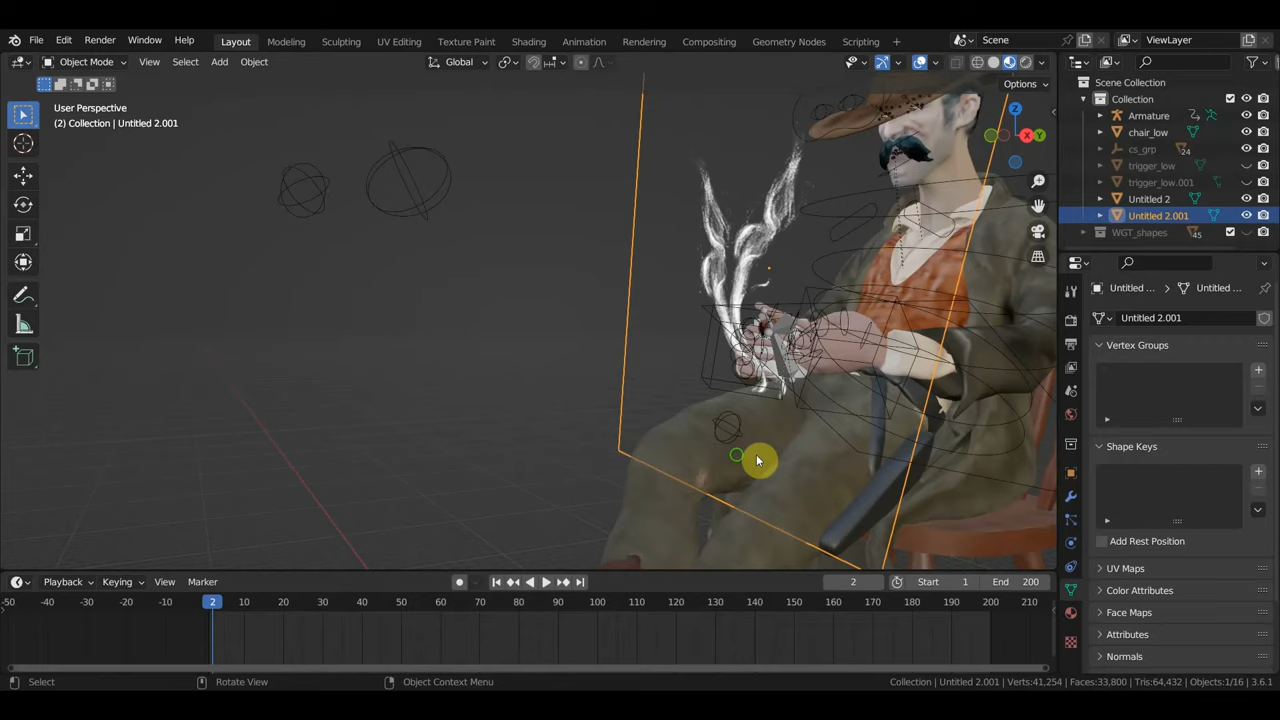 File Edit Render Window Help Layout Modeling Sculpting UV Editing Texture Paint Shading Animation Rendering Compositing Geometry Nodes Scripting + Scene ViewLayer
Object Mode View Select Add Object Global
Options
User Perspective
(2) Collection | Untitled 2.001
Z
X
Y
Scene Collection
Collection
Armature
chair_low
cs_grp 24
trigger_low
trigger_low.001
Untitled 2
Untitled 2.001
WGT_shapes 45
Untitled ... > Untitled ...
Untitled 2.001
Vertex Groups
Shape Keys
Add Rest Position
UV Maps
Color Attributes
Face Maps
Attributes
Normals
Playback Keying View Marker 2 Start 1 End 200
-50 -40 -30 -20 -10 2 10 20 30 40 50 60 70 80 90 100 110 120 130 140 150 160 170 180 190 200 210
Select Rotate View Object Context Menu Collection | Untitled 2.001 | Verts:41,254 | Faces:33,800 | Tris:64,432 | Objects:1/16 | 3.6.1